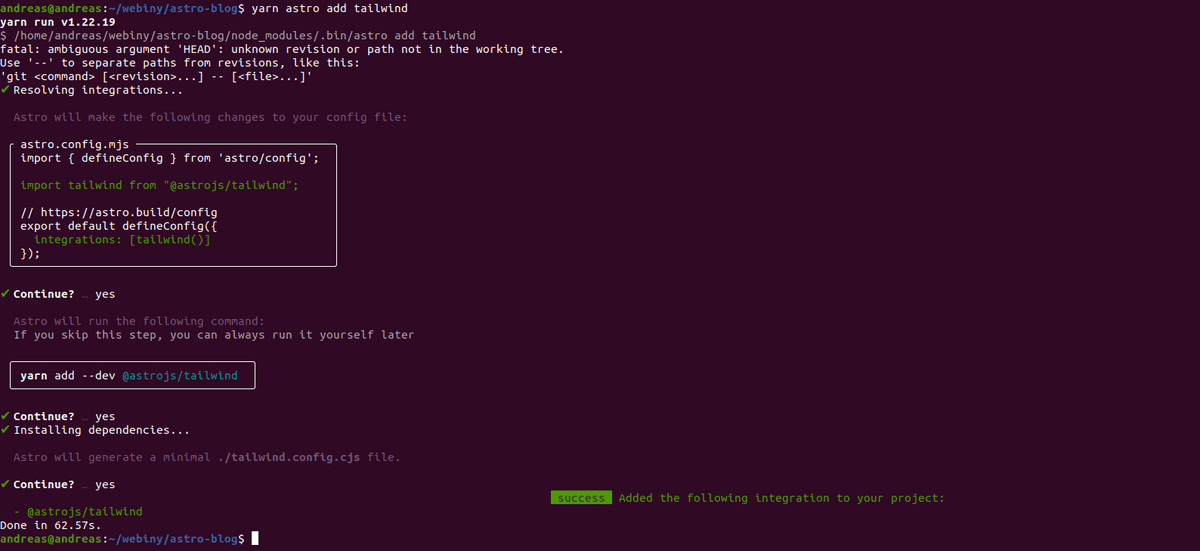 andreas@andreas:~/webiny/astro-blog$ yarn astro add tailwind
yarn run v1.22.19
$ /home/andreas/webiny/astro-blog/node_modules/.bin/astro add tailwind
fatal: ambiguous argument 'HEAD': unknown revision or path not in the working tree.
Use '--' to separate paths from revisions, like this:
'git <command> [<revision>...] -- [<file>...]'
✔ Resolving integrations...
Astro will make the following changes to your config file:
astro.config.mjs
import { defineConfig } from 'astro/config';
import tailwind from "@astrojs/tailwind";
// https://astro.build/config
export default defineConfig({
integrations: [tailwind()]
});
✔ Continue? … yes
Astro will run the following command:
If you skip this step, you can always run it yourself later
yarn add --dev @astrojs/tailwind
✔ Continue? … yes
✔ Installing dependencies...
Astro will generate a minimal ./tailwind.config.cjs file.
✔ Continue? … yes
success Added the following integration to your project:
- @astrojs/tailwind
Done in 62.57s.
andreas@andreas:~/webiny/astro-blog$